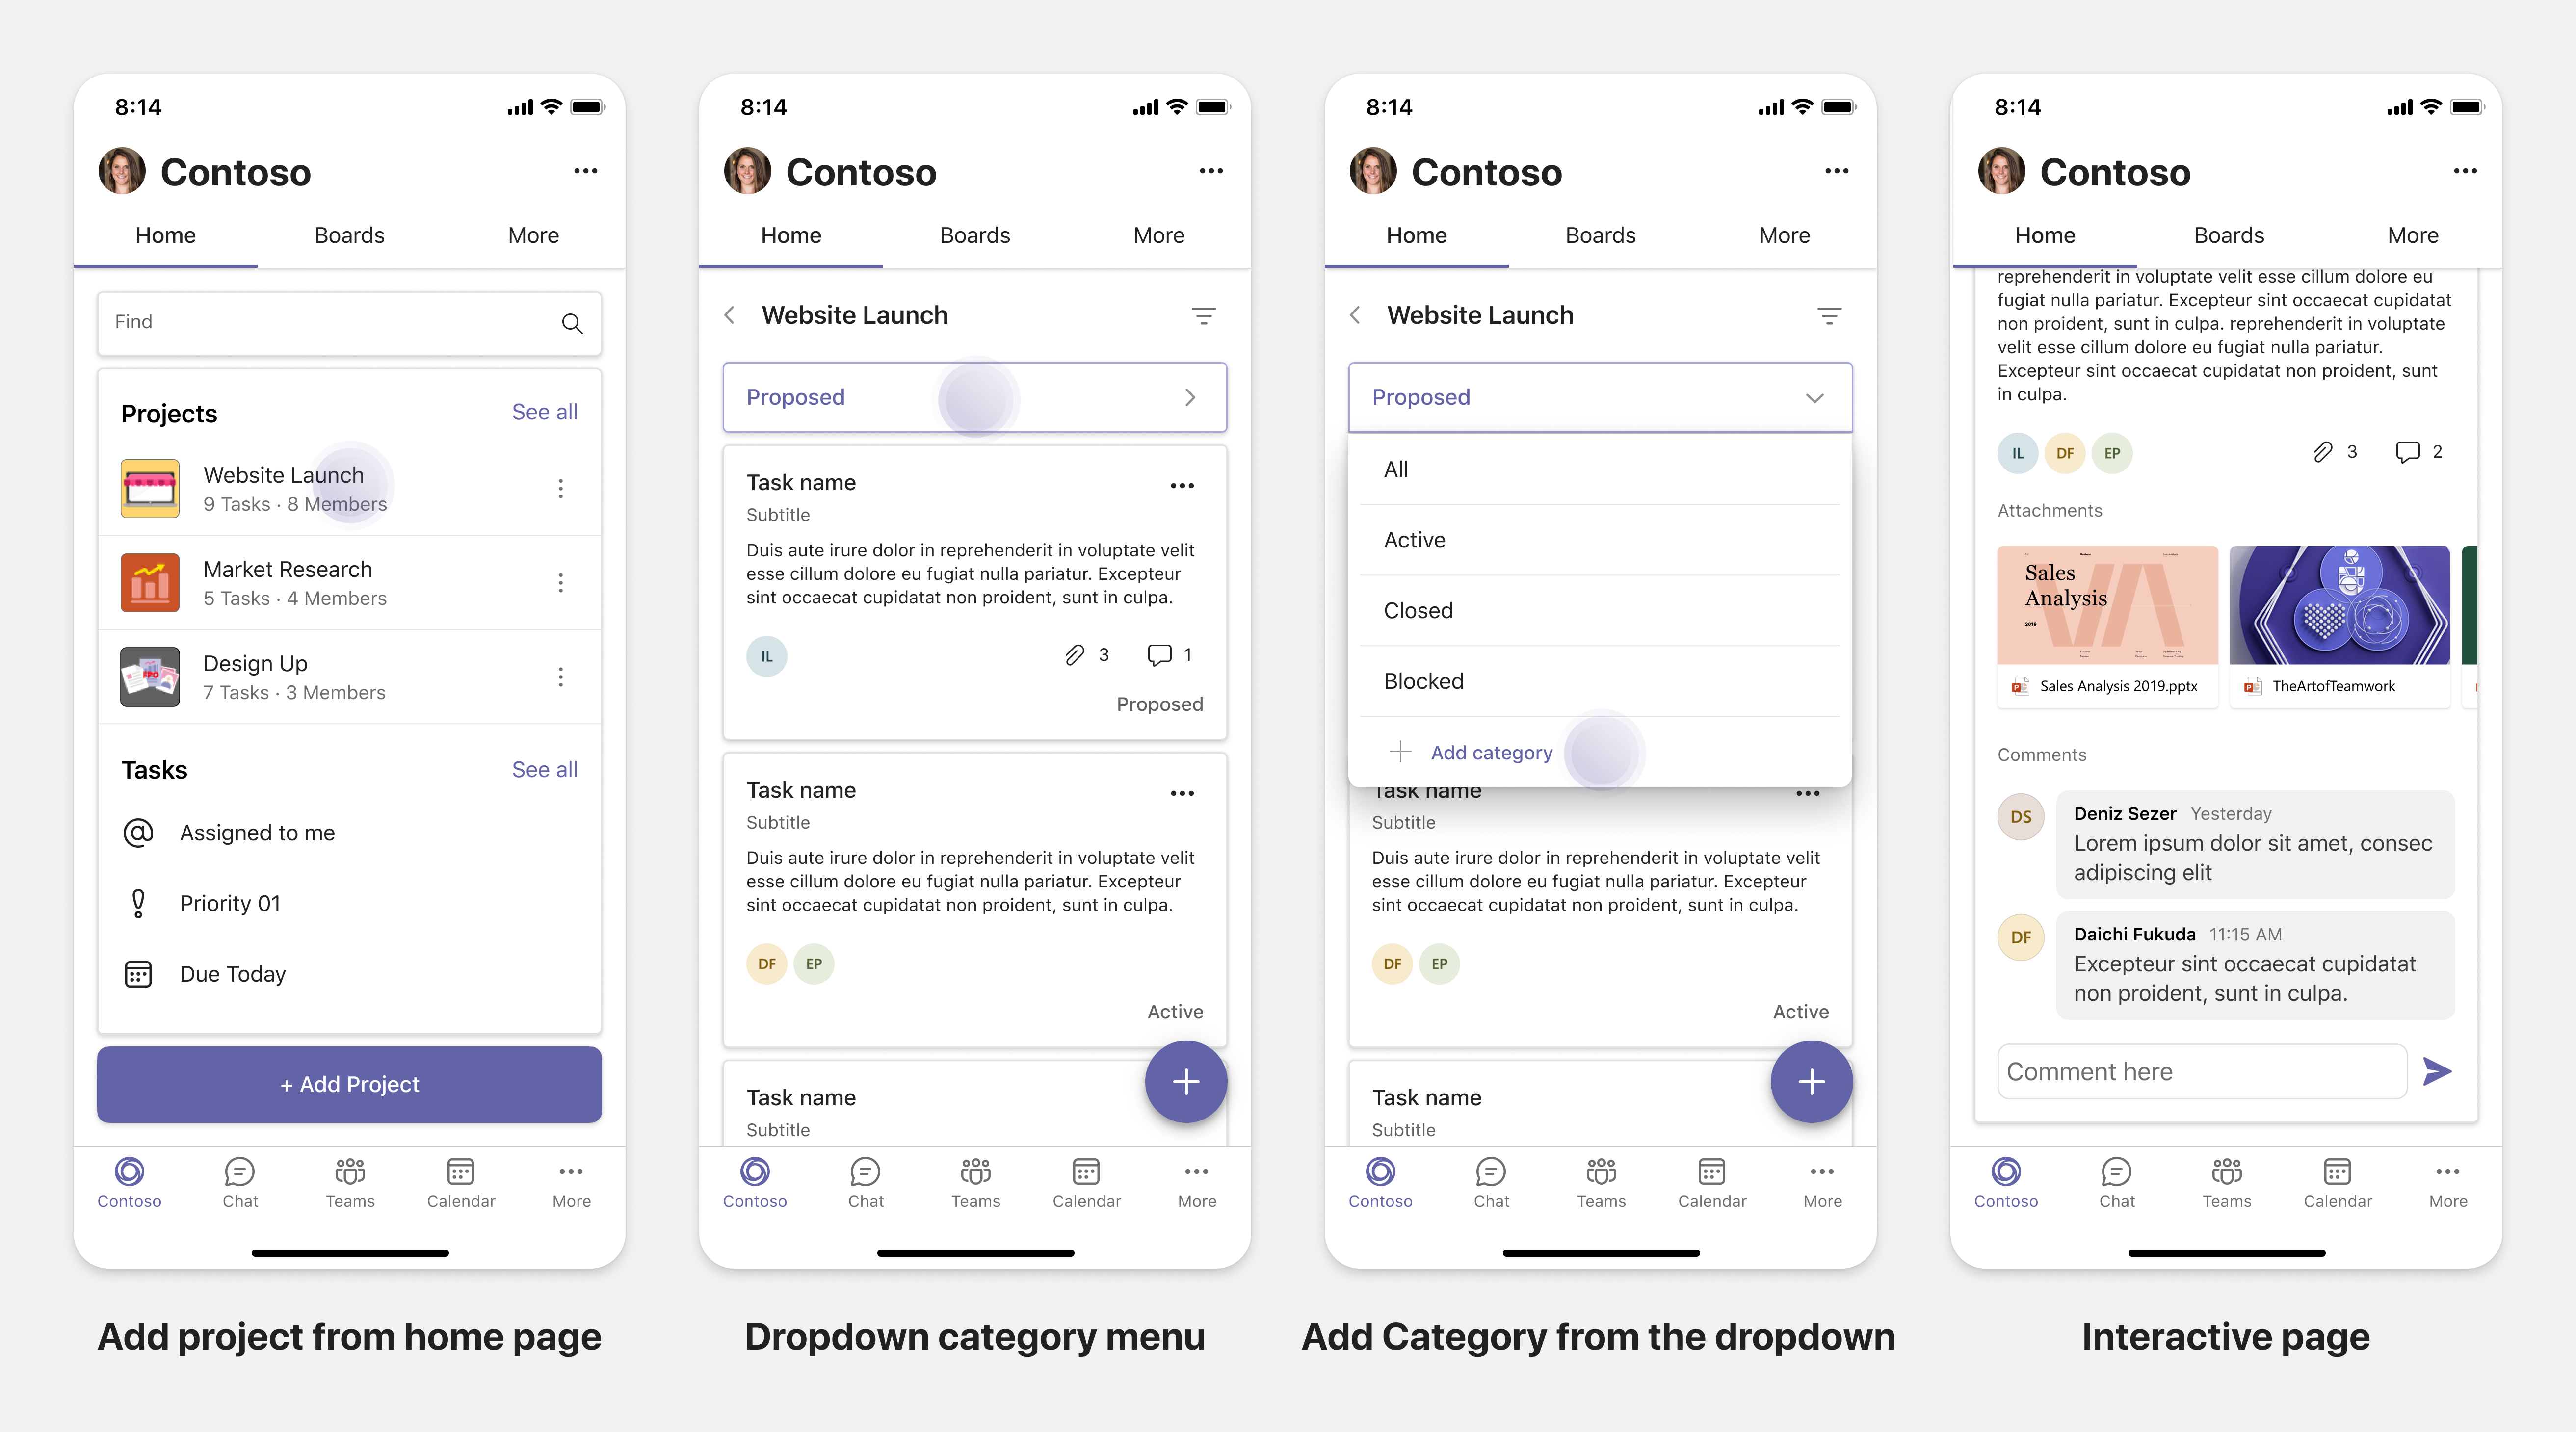 8:14
Contoso
Home Boards More
Find
Projects See all
Website Launch
9 Tasks · 8 Members
Market Research
5 Tasks · 4 Members
Design Up
7 Tasks · 3 Members
Tasks See all
Assigned to me
Priority 01
Due Today
+ Add Project
Contoso Chat Teams Calendar More
Add project from home page
8:14
Contoso
Home Boards More
Website Launch
Proposed
Task name
Subtitle
Duis aute irure dolor in reprehenderit in voluptate velit
esse cillum dolore eu fugiat nulla pariatur. Excepteur
sint occaecat cupidatat non proident, sunt in culpa.
IL 3 1
Proposed
Task name
Subtitle
Duis aute irure dolor in reprehenderit in voluptate velit
esse cillum dolore eu fugiat nulla pariatur. Excepteur
sint occaecat cupidatat non proident, sunt in culpa.
DF EP
Active
Task name
Subtitle
Contoso Chat Teams Calendar More
Dropdown category menu
8:14
Contoso
Home Boards More
Website Launch
Proposed
All
Active
Closed
Blocked
Add category
Task name
Subtitle
Duis aute irure dolor in reprehenderit in voluptate velit
esse cillum dolore eu fugiat nulla pariatur. Excepteur
sint occaecat cupidatat non proident, sunt in culpa.
DF EP
Active
Task name
Subtitle
Contoso Chat Teams Calendar More
Add Category from the dropdown
8:14
Contoso
Home Boards More
reprehenderit in voluptate velit esse cillum dolore eu
fugiat nulla pariatur. Excepteur sint occaecat cupidatat
non proident, sunt in culpa. reprehenderit in voluptate
velit esse cillum dolore eu fugiat nulla pariatur.
Excepteur sint occaecat cupidatat non proident, sunt
in culpa.
IL DF EP 3 2
Attachments
Sales
Analysis
2019
Sales Analysis 2019.pptx TheArtofTeamwork
Comments
DS Deniz Sezer Yesterday
Lorem ipsum dolor sit amet, consec
adipiscing elit
DF Daichi Fukuda 11:15 AM
Excepteur sint occaecat cupidatat
non proident, sunt in culpa.
Comment here
Contoso Chat Teams Calendar More
Interactive page